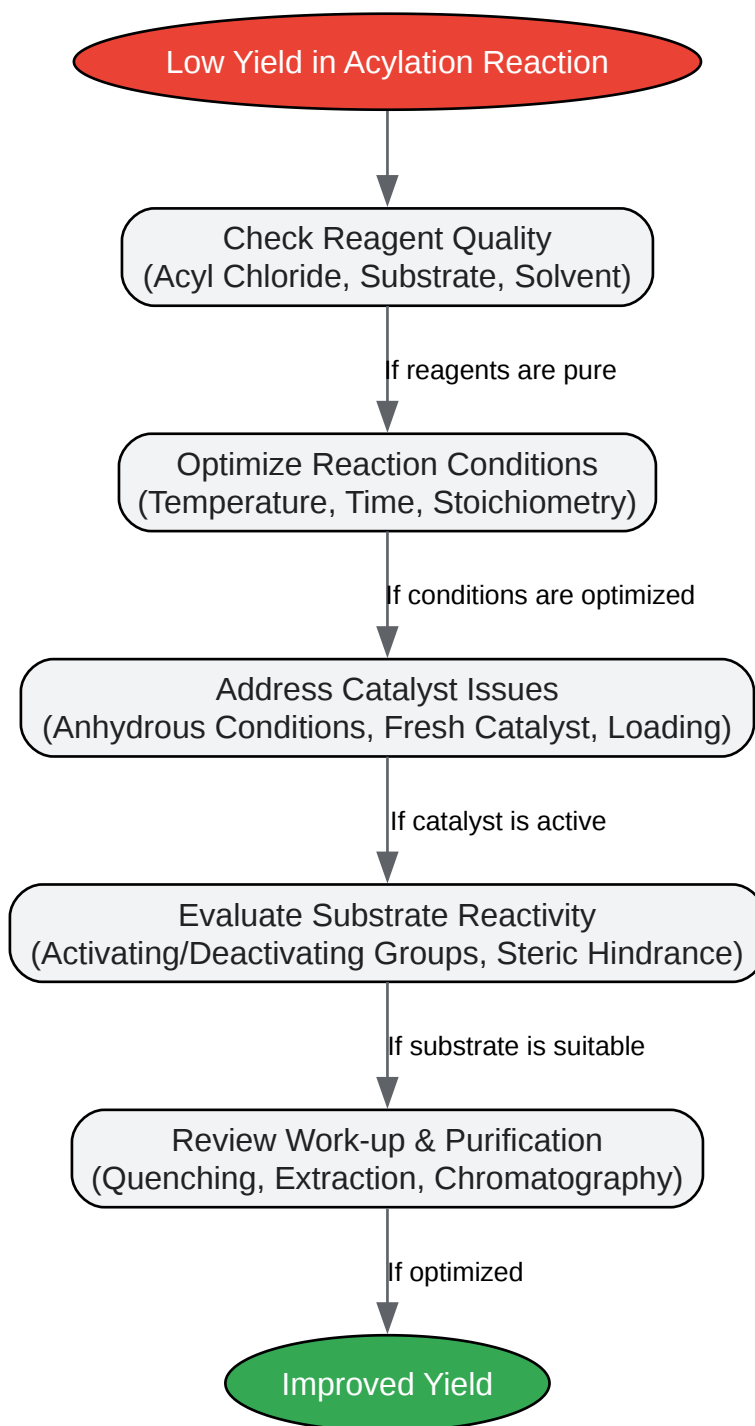 Low Yield in Acylation Reaction
Check Reagent Quality
(Acyl Chloride, Substrate, Solvent)
If reagents are pure
Optimize Reaction Conditions
(Temperature, Time, Stoichiometry)
If conditions are optimized
Address Catalyst Issues
(Anhydrous Conditions, Fresh Catalyst, Loading)
If catalyst is active
Evaluate Substrate Reactivity
(Activating/Deactivating Groups, Steric Hindrance)
If substrate is suitable
Review Work-up & Purification
(Quenching, Extraction, Chromatography)
If optimized
Improved Yield